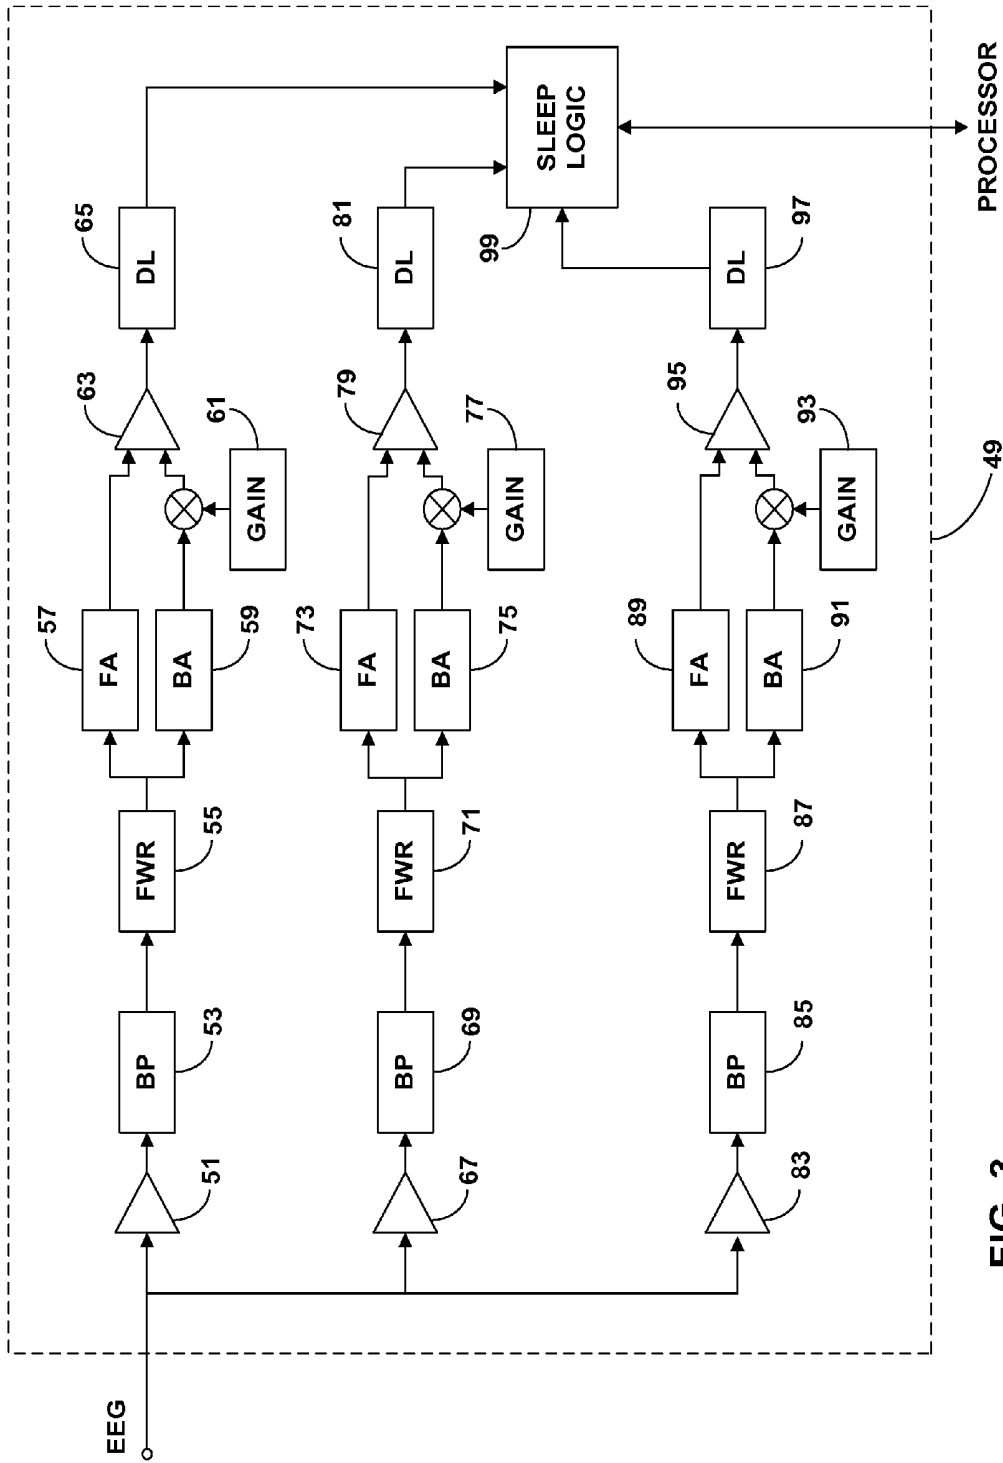 EEG
51
BP
53
FWR
55
FA
57
BA
59
GAIN
61
63
DL
65
67
BP
69
FWR
71
FA
73
BA
75
GAIN
77
79
DL
81
SLEEP
LOGIC
99
83
BP
85
FWR
87
FA
89
BA
91
GAIN
93
95
DL
97
49
PROCESSOR
FIG. 3